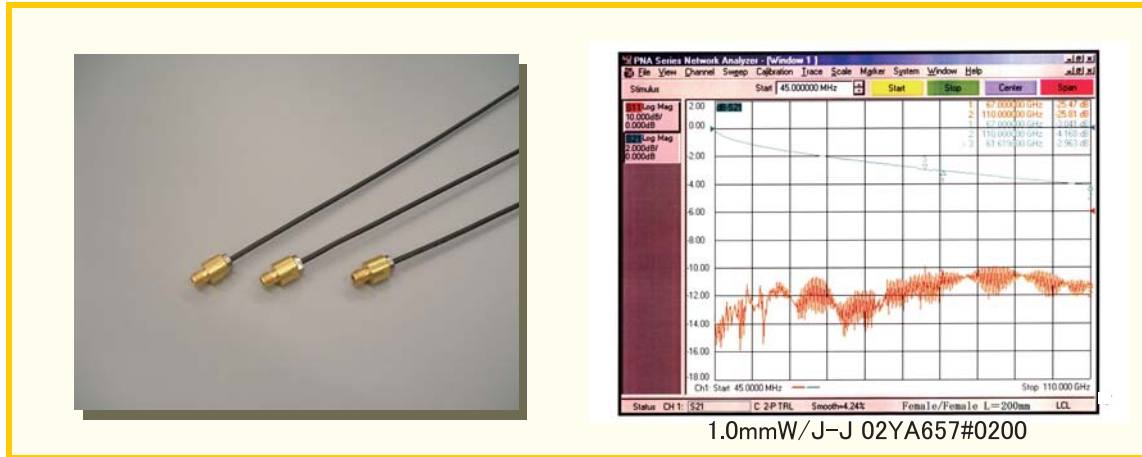 PNA Series Network Analyzer - [Window 1 ]
File View Channel Sweep Calibration Trace Scale Marker System Window Help
Stimulus Start 45.000000 MHz Start Stop Center Span
S11 Log Mag
10.000dB/
0.000dB
S21 Log Mag
2.000dB/
0.000dB
dB-S21
1: 67.000000 GHz -25.47 dB
2: 110.000000 GHz -25.81 dB
1: 67.000000 GHz -3.041 dB
2: 110.000000 GHz -4.168 dB
> 3: 61.619000 GHz -2.963 dB
2.00
0.00
-2.00
-4.00
-6.00
-8.00
-10.00
-12.00
-14.00
-16.00
-18.00
Ch1: Start 45.0000 MHz Stop 110.000 GHz
Status CH 1: S21 C 2-P TRL Smooth=4.24% Female/Female L=200mm LCL
1.0mmW/J-J 02YA657#0200